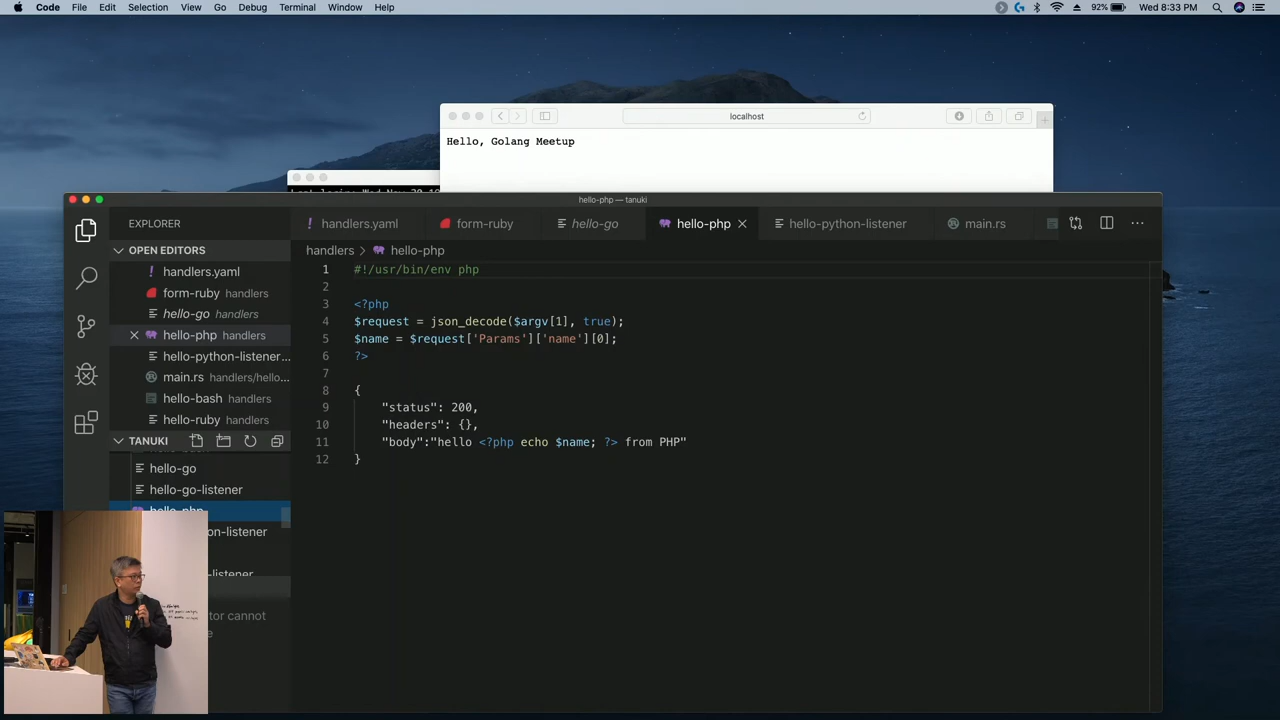 Code File Edit Selection View Go Debug Terminal Window Help
92% Wed 8:33 PM
localhost
Hello, Golang Meetup
hello-php — tanuki
EXPLORER
OPEN EDITORS
handlers.yaml
form-ruby handlers
hello-go handlers
hello-php handlers
hello-python-listener...
main.rs handlers/hello...
hello-bash handlers
hello-ruby handlers
TANUKI
hello-go
hello-go-listener
hello-php
on-listener
listener
tor cannot
handlers.yaml form-ruby hello-go hello-php hello-python-listener main.rs
handlers > hello-php
1 #!/usr/bin/env php
2
3 <?php
4 $request = json_decode($argv[1], true);
5 $name = $request['Params']['name'][0];
6 ?>
7
8 {
9 "status": 200,
10 "headers": {},
11 "body":"hello <?php echo $name; ?> from PHP"
12 }